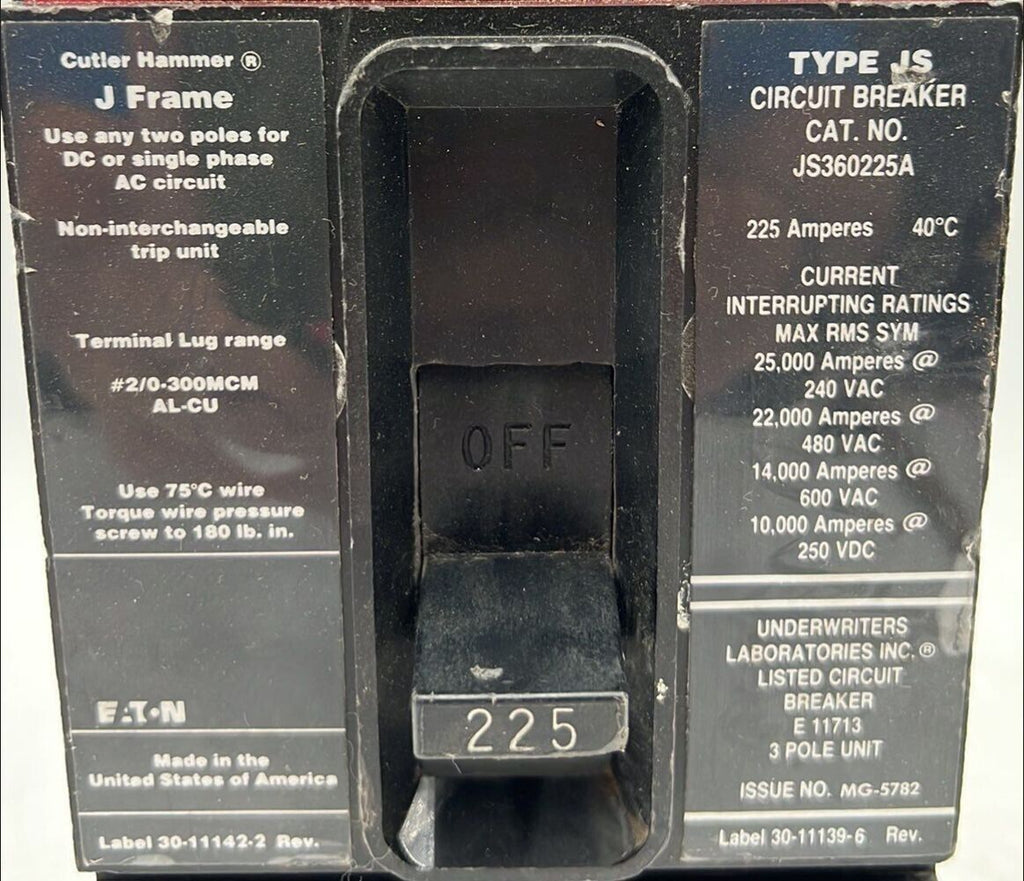 Cutler Hammer ®
J Frame
Use any two poles for
DC or single phase
AC circuit
Non-interchangeable
trip unit
Terminal Lug range
#2/0-300MCM
AL-CU
Use 75°C wire
Torque wire pressure
screw to 180 lb. in.
EATON
Made in the
United States of America
Label 30-11142-2 Rev.
OFF
225
TYPE JS
CIRCUIT BREAKER
CAT. NO.
JS360225A
225 Amperes 40°C
CURRENT
INTERRUPTING RATINGS
MAX RMS SYM
25,000 Amperes @
240 VAC
22,000 Amperes @
480 VAC
14,000 Amperes @
600 VAC
10,000 Amperes @
250 VDC
UNDERWRITERS
LABORATORIES INC.®
LISTED CIRCUIT
BREAKER
E 11713
3 POLE UNIT
ISSUE NO. MG-5782
Label 30-11139-6 Rev.